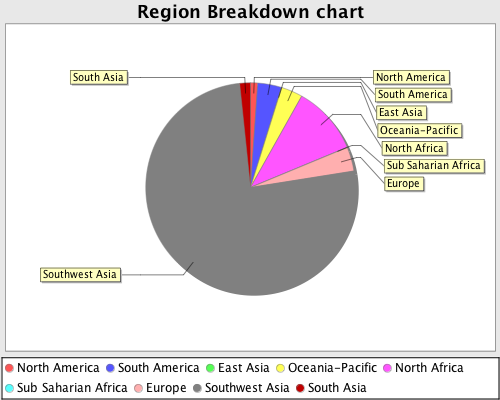 Region Breakdown chart
South Asia
North America
South America
East Asia
Oceania-Pacific
North Africa
Sub Saharian Africa
Europe
Southwest Asia
North America South America East Asia Oceania-Pacific North Africa
Sub Saharian Africa Europe Southwest Asia South Asia